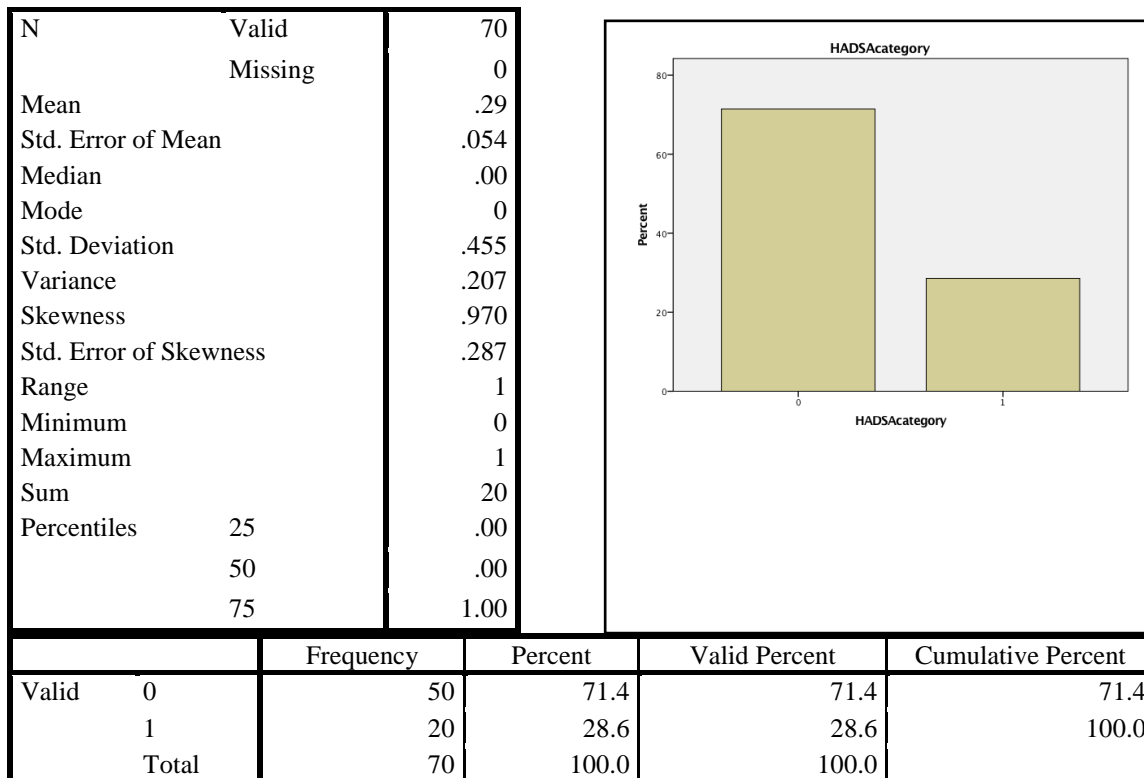 N Valid 70
Missing 0
Mean .29
Std. Error of Mean .054
Median .00
Mode 0
Std. Deviation .455
Variance .207
Skewness .970
Std. Error of Skewness .287
Range 1
Minimum 0
Maximum 1
Sum 20
Percentiles 25 .00
50 .00
75 1.00
HADSAcategory
80
60
40
20
0
Percent
0 1
HADSAcategory
Frequency Percent Valid Percent Cumulative Percent
Valid 0 50 71.4 71.4 71.4
1 20 28.6 28.6 100.0
Total 70 100.0 100.0